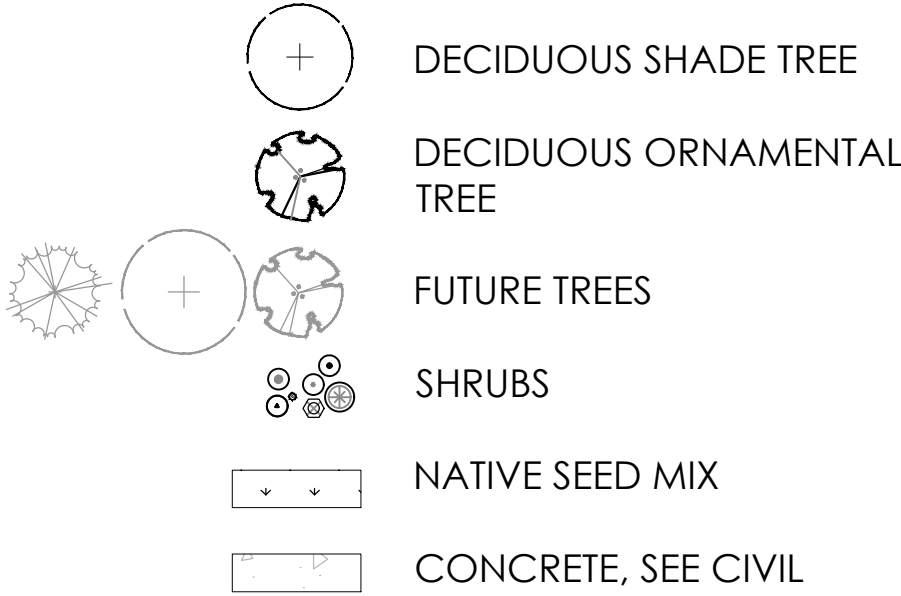 DECIDUOUS SHADE TREE
DECIDUOUS ORNAMENTAL
TREE
FUTURE TREES
SHRUBS
NATIVE SEED MIX
CONCRETE, SEE CIVIL